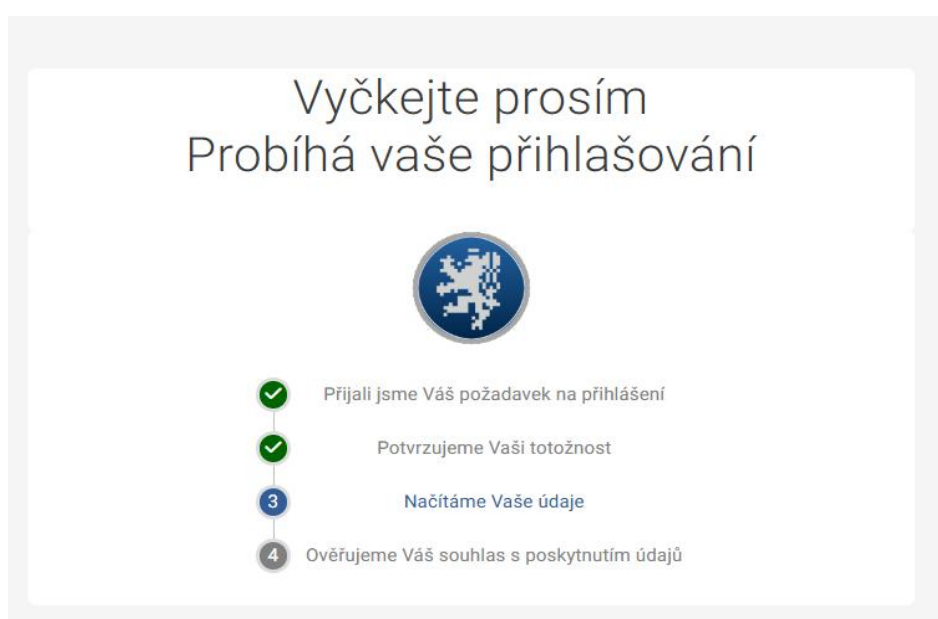 Vyčkejte prosím
Probíhá vaše přihlašování
Přijali jsme Váš požadavek na přihlášení
Potvrzujeme Vaši totožnost
3 Načítáme Vaše údaje
4 Ověřujeme Váš souhlas s poskytnutím údajů